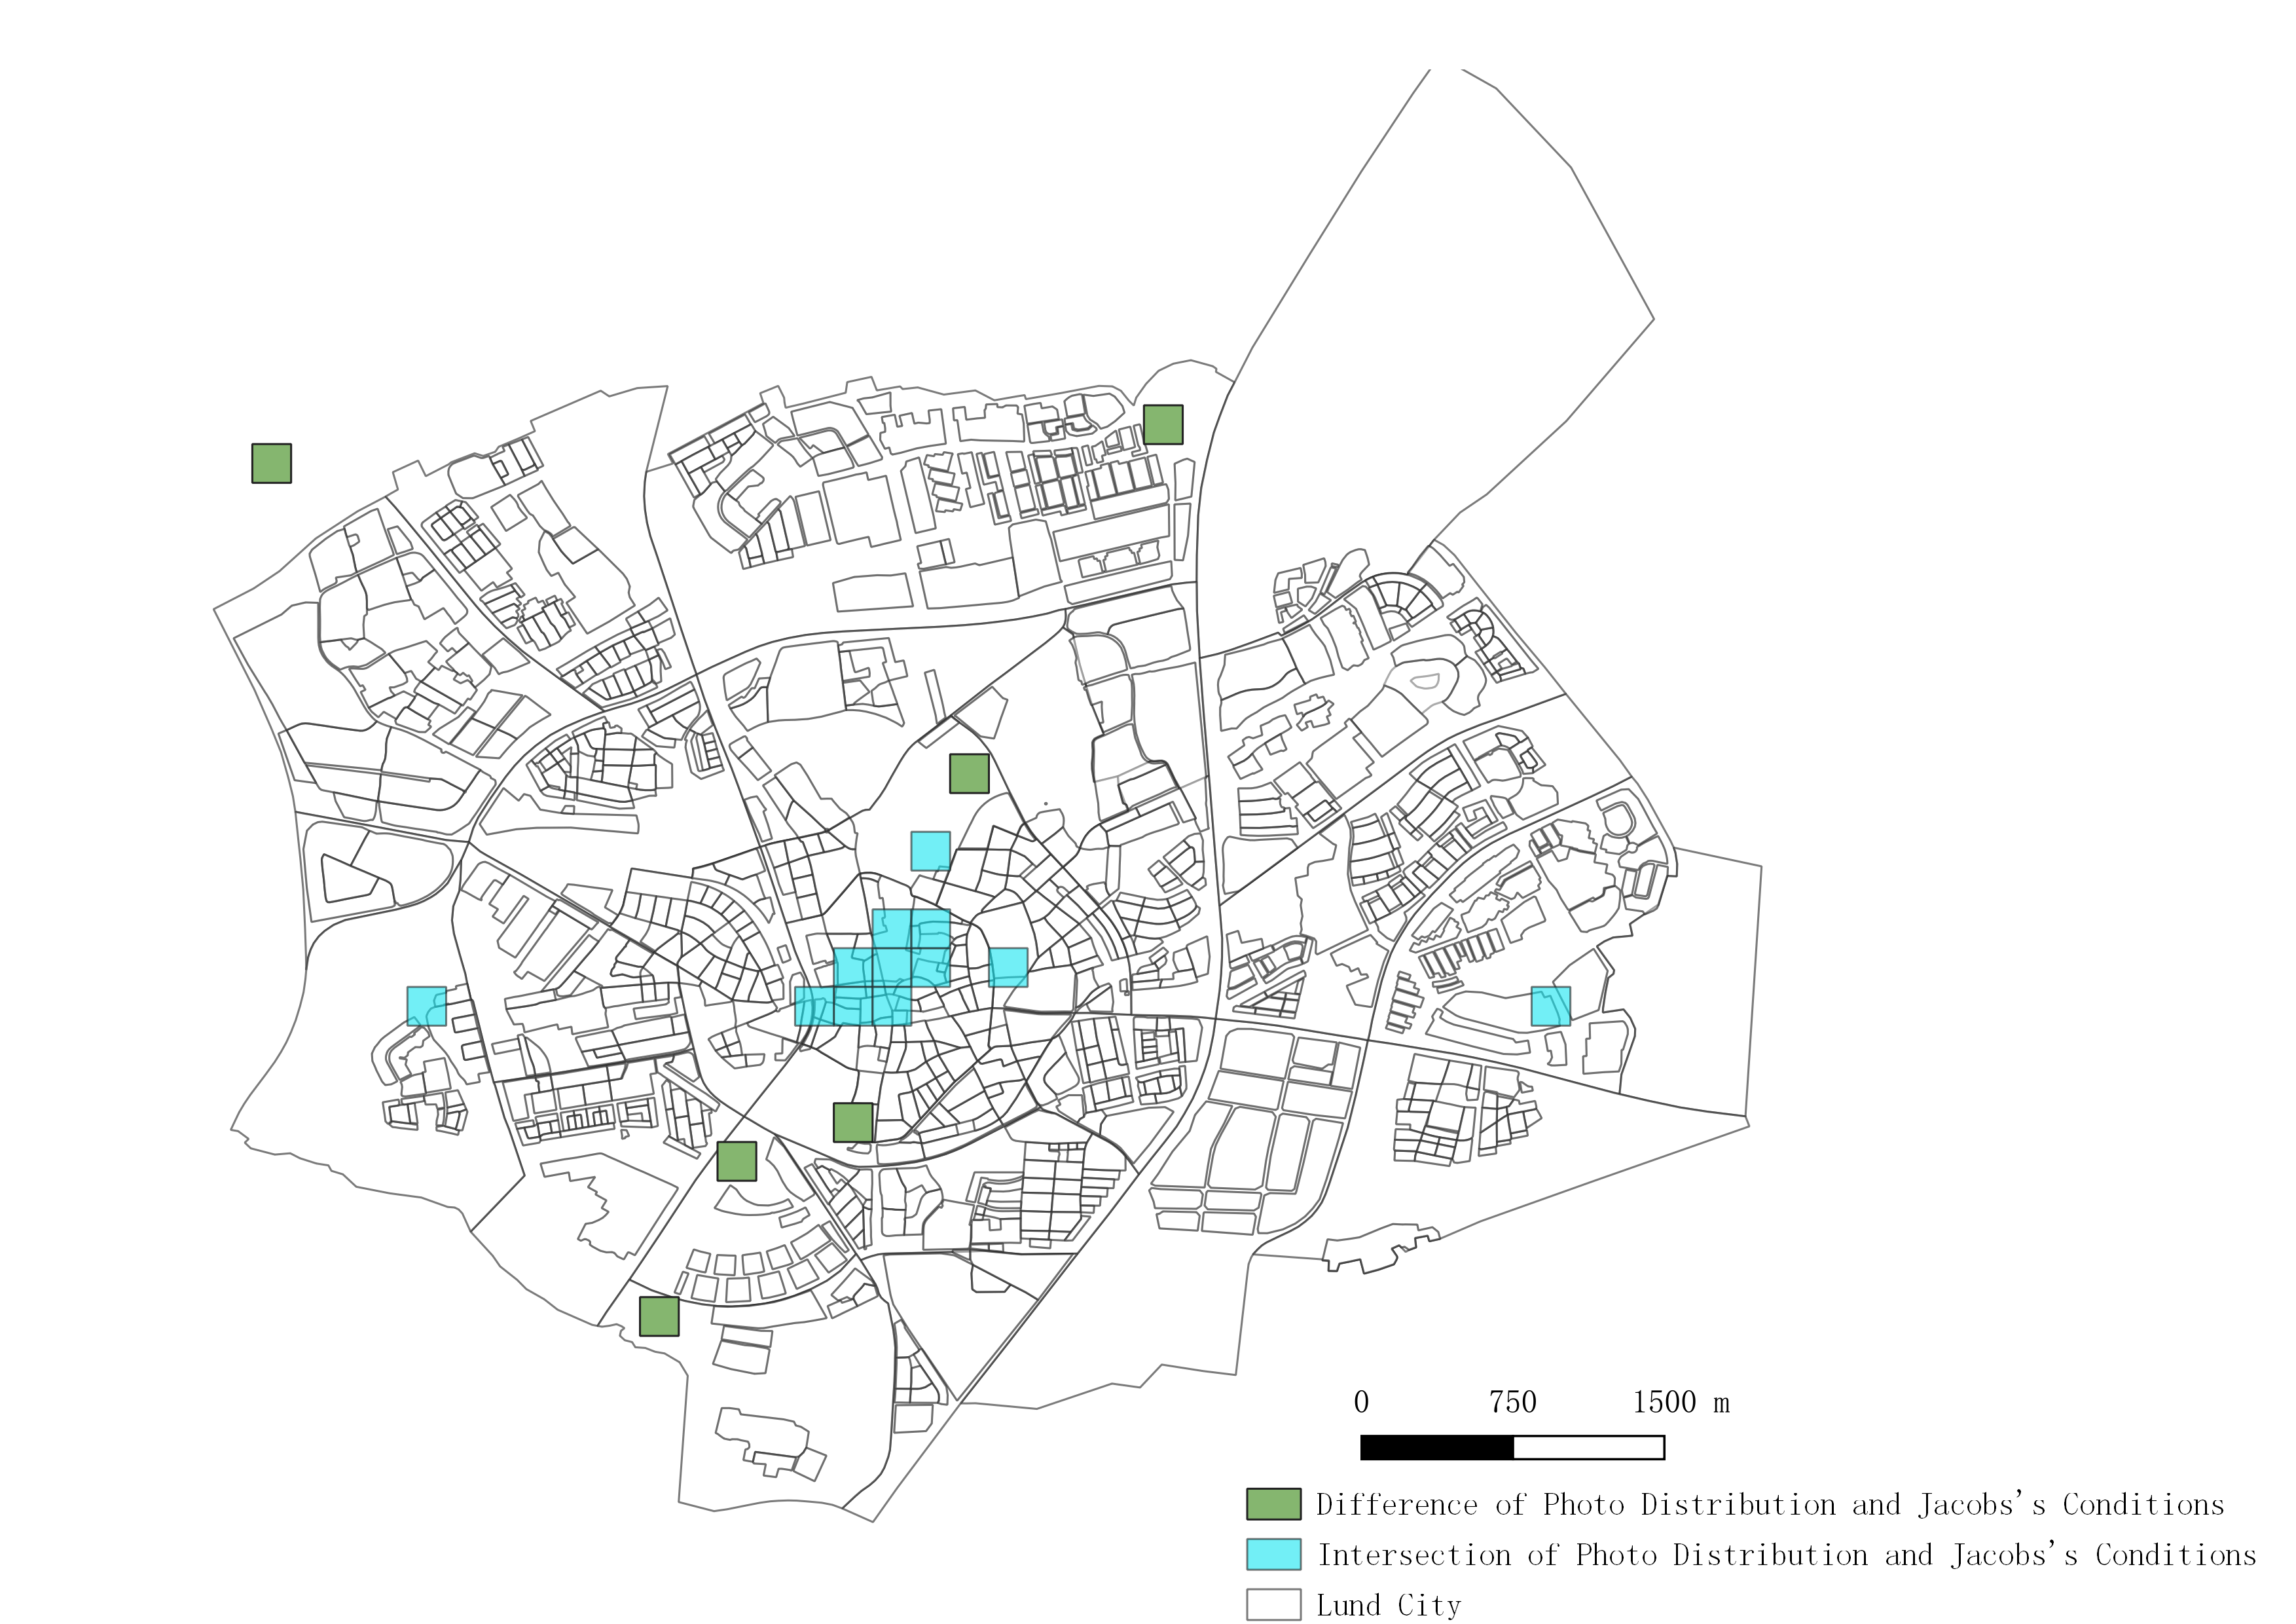 0 750 1500 m
Difference of Photo Distribution and Jacobs's Conditions
Intersection of Photo Distribution and Jacobs's Conditions
Lund City